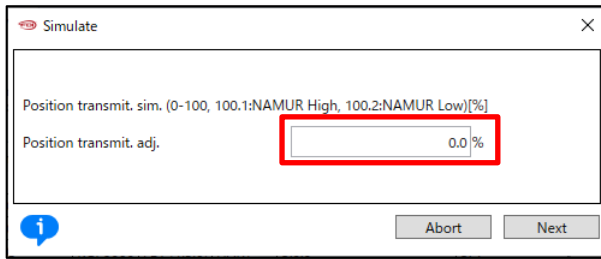 Simulate
Position transmit. sim. (0-100, 100.1:NAMUR High, 100.2:NAMUR Low)[%]
Position transmit. adj. 0.0 %
Abort Next